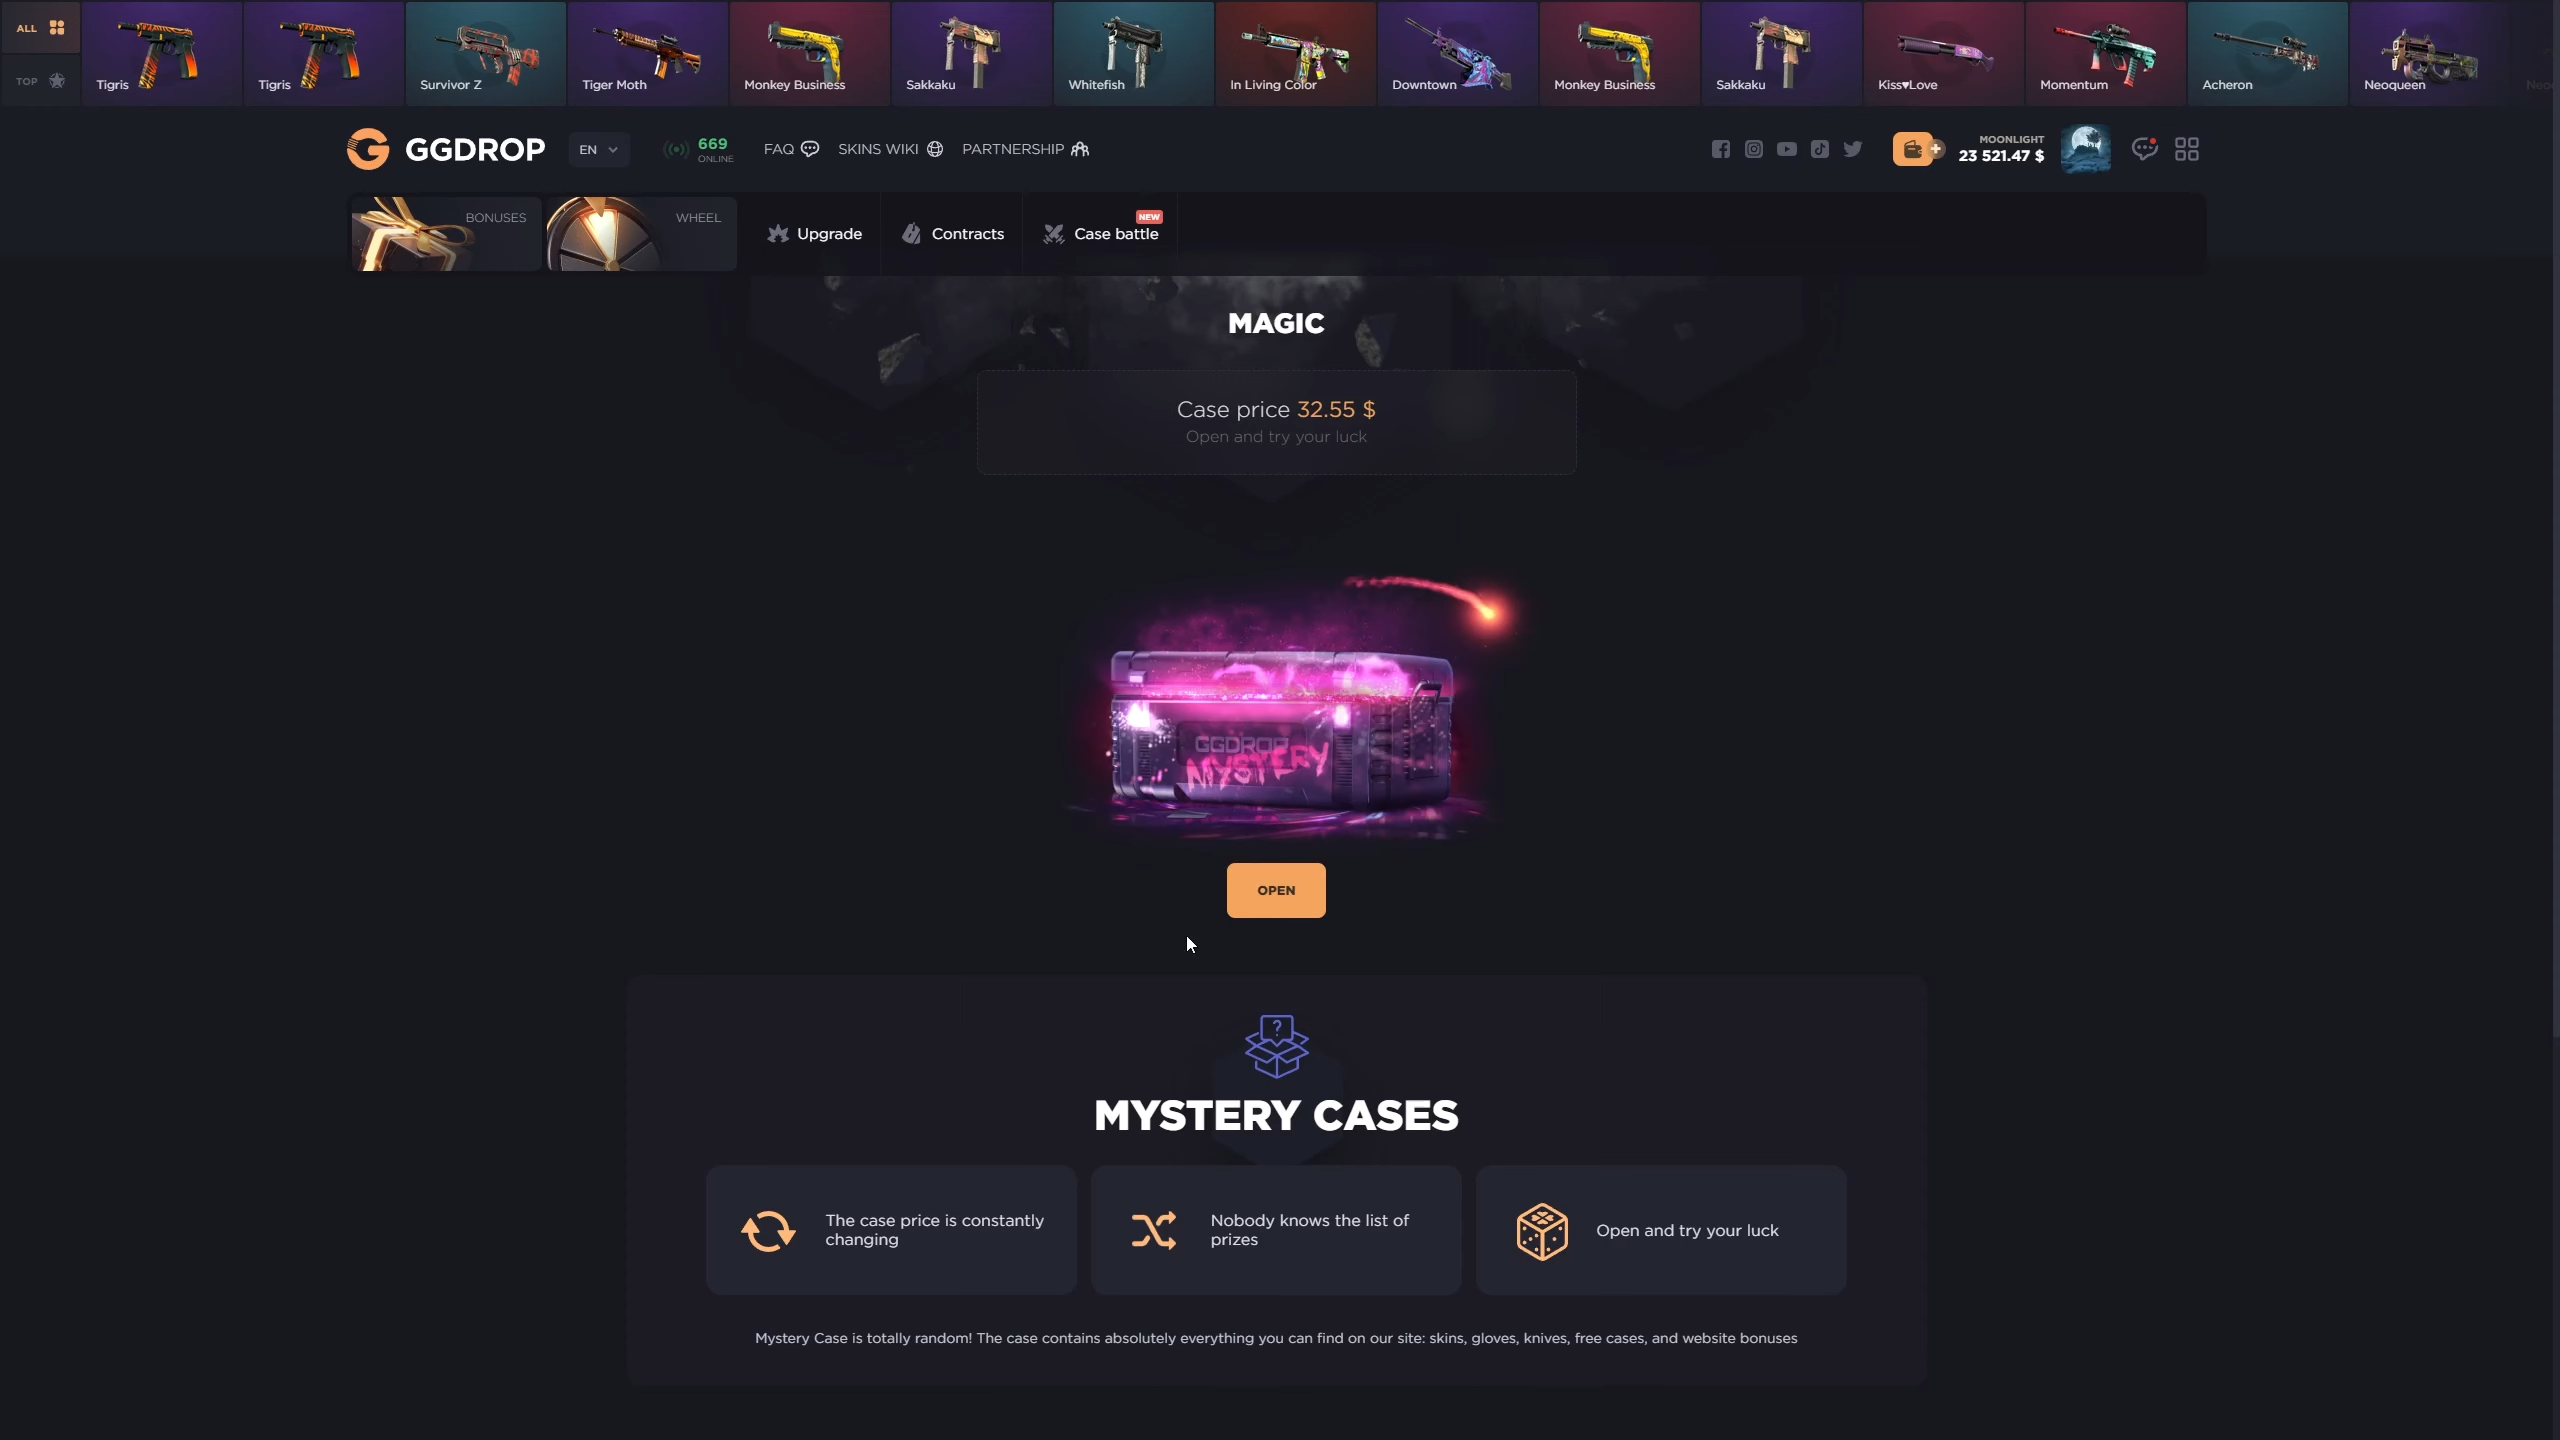 ALL
TOP
Tigris
Tigris
Survivor Z
Tiger Moth
Monkey Business
Sakkaku
Whitefish
In Living Color
Downtown
Monkey Business
Sakkaku
Kiss♥Love
Momentum
Acheron
Neoqueen
GGDROP
EN
669
ONLINE
FAQ
SKINS WIKI
PARTNERSHIP
MOONLIGHT
23 521.47 $
BONUSES
WHEEL
Upgrade
Contracts
Case battle
NEW
MAGIC
Case price 32.55 $
Open and try your luck
GGDROP
MYSTERY
OPEN
?
MYSTERY CASES
The case price is constantly
changing
Nobody knows the list of
prizes
Open and try your luck
Mystery Case is totally random! The case contains absolutely everything you can find on our site: skins, gloves, knives, free cases, and website bonuses